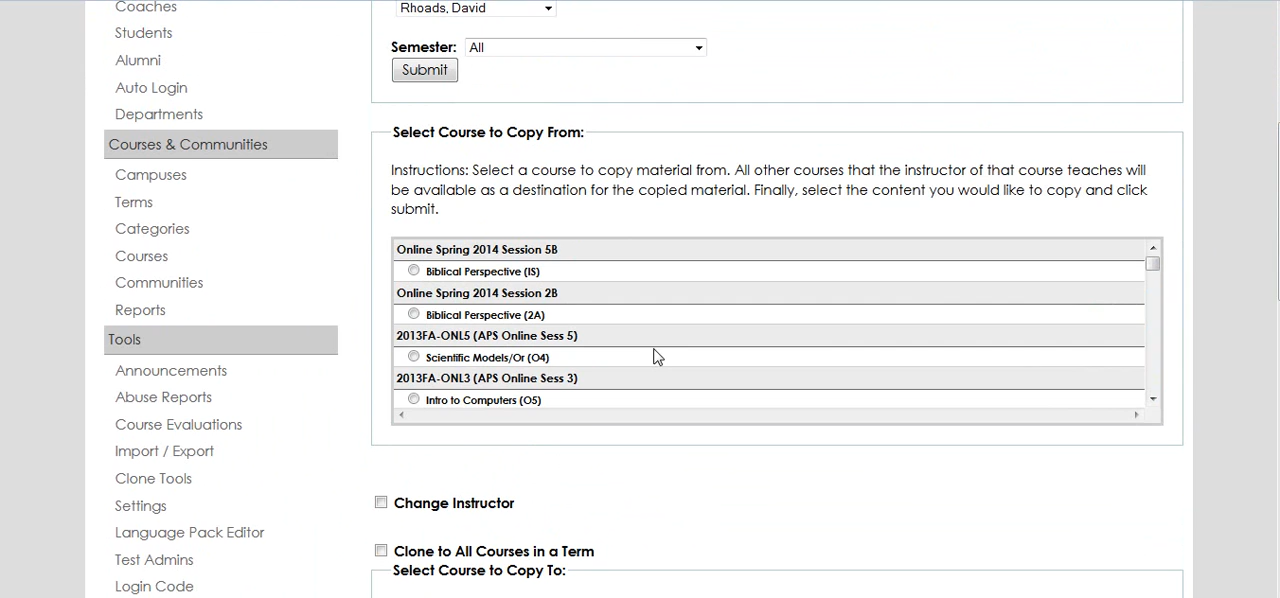 Coaches
Students
Alumni
Auto Login
Departments
Courses & Communities
Campuses
Terms
Categories
Courses
Communities
Reports
Tools
Announcements
Abuse Reports
Course Evaluations
Import / Export
Clone Tools
Settings
Language Pack Editor
Test Admins
Login Code
Rhoads, David
Semester: All
Submit
Select Course to Copy From:
Instructions: Select a course to copy material from. All other courses that the instructor of that course teaches will
be available as a destination for the copied material. Finally, select the content you would like to copy and click
submit.
Online Spring 2014 Session 5B
Biblical Perspective (IS)
Online Spring 2014 Session 2B
Biblical Perspective (2A)
2013FA-ONL5 (APS Online Sess 5)
Scientific Models/Or (O4)
2013FA-ONL3 (APS Online Sess 3)
Intro to Computers (O5)
Change Instructor
Clone to All Courses in a Term
Select Course to Copy To: